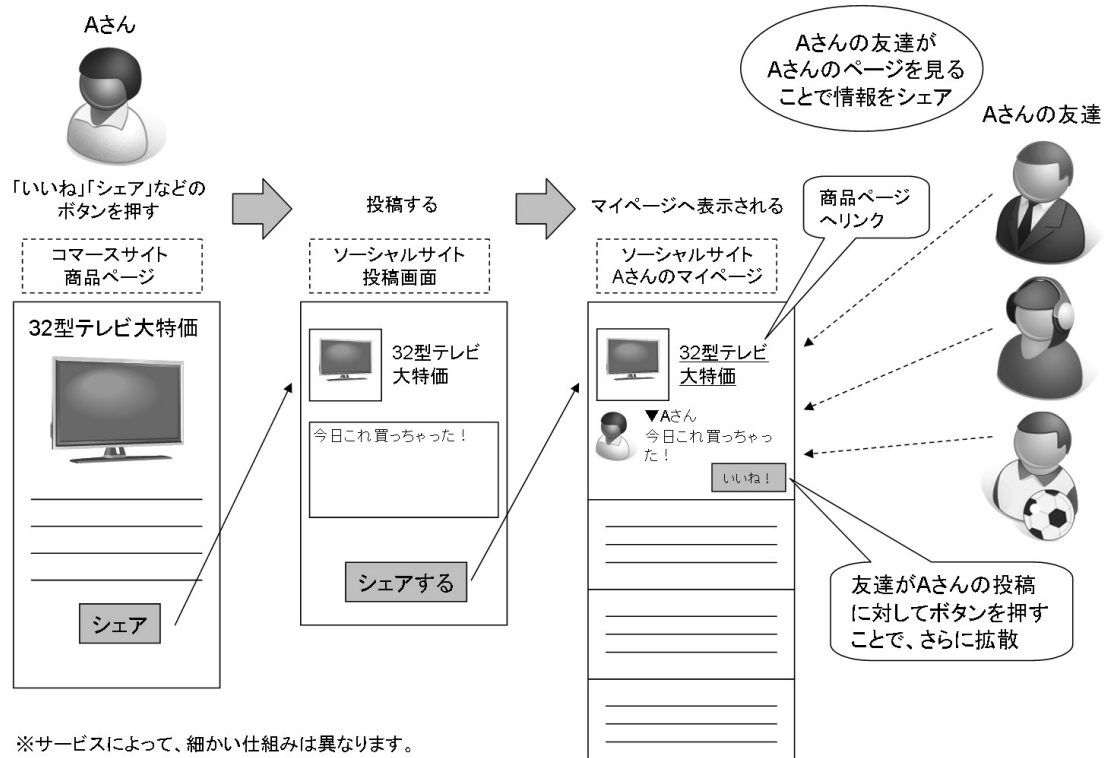 Aさん
「いいね」「シェア」などの
ボタンを押す
コマースサイト
商品ページ
32型テレビ大特価
シェア
投稿する
ソーシャルサイト
投稿画面
32型テレビ
大特価
今日これ買っちゃった！
シェアする
マイページへ表示される
ソーシャルサイト
Aさんのマイページ
32型テレビ
大特価
▼Aさん
今日これ買っちゃっ
た！
いいね！
商品ページ
へリンク
Aさんの友達が
Aさんのページを見る
ことで情報をシェア
Aさんの友達
友達がAさんの投稿
に対してボタンを押す
ことで、さらに拡散
※サービスによって、細かい仕組みは異なります。